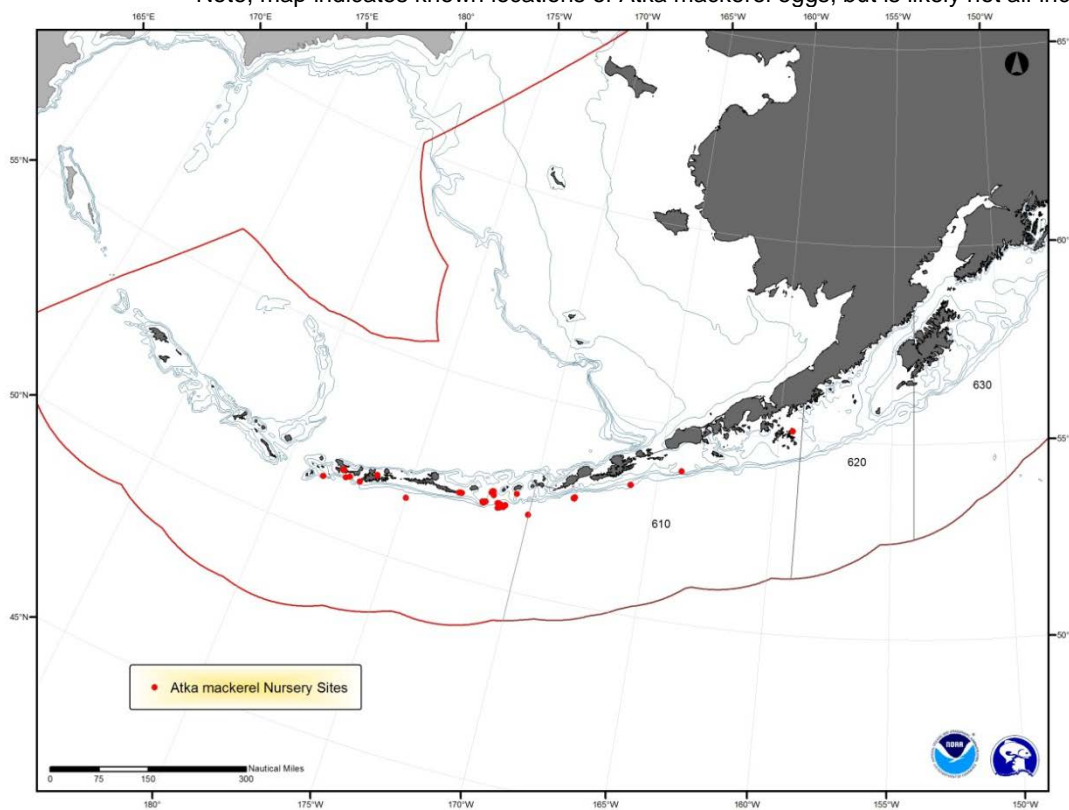 Note, map indicates known locations of Atka mackerel eggs, but is likely not all
165°E 170°E 175°E 180° 175°W 170°W 165°W 160°W 155°W 150°W
65°
55°N
60°
50°N
630
620
55°
610
45°N
50°
Atka mackerel Nursery Sites
NOAA
Nautical Miles
0 75 150 300
180° 175°W 170°W 165°W 160°W 155°W 150°W